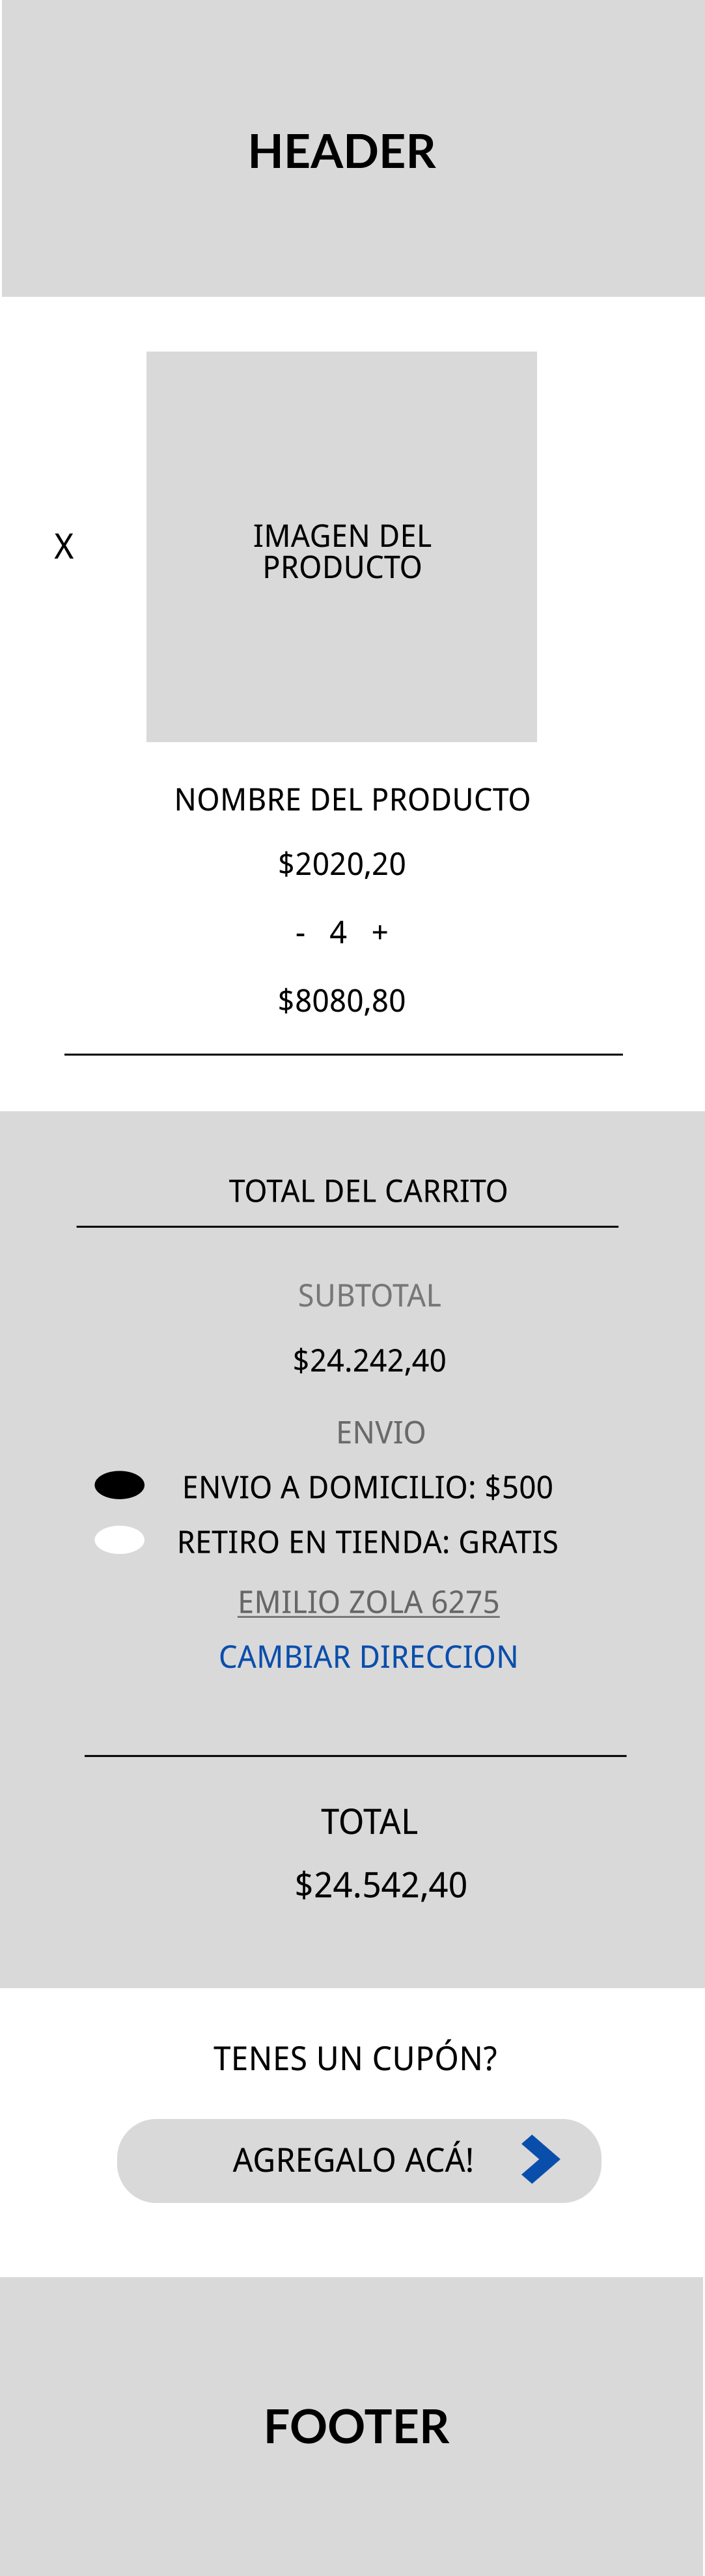 HEADER
X
IMAGEN DEL
PRODUCTO
NOMBRE DEL PRODUCTO
$2020,20
- 4 +
$8080,80
TOTAL DEL CARRITO
SUBTOTAL
$24.242,40
ENVIO
ENVIO A DOMICILIO: $500
RETIRO EN TIENDA: GRATIS
EMILIO ZOLA 6275
CAMBIAR DIRECCION
TOTAL
$24.542,40
TENES UN CUPÓN?
AGREGALO ACÁ!
FOOTER